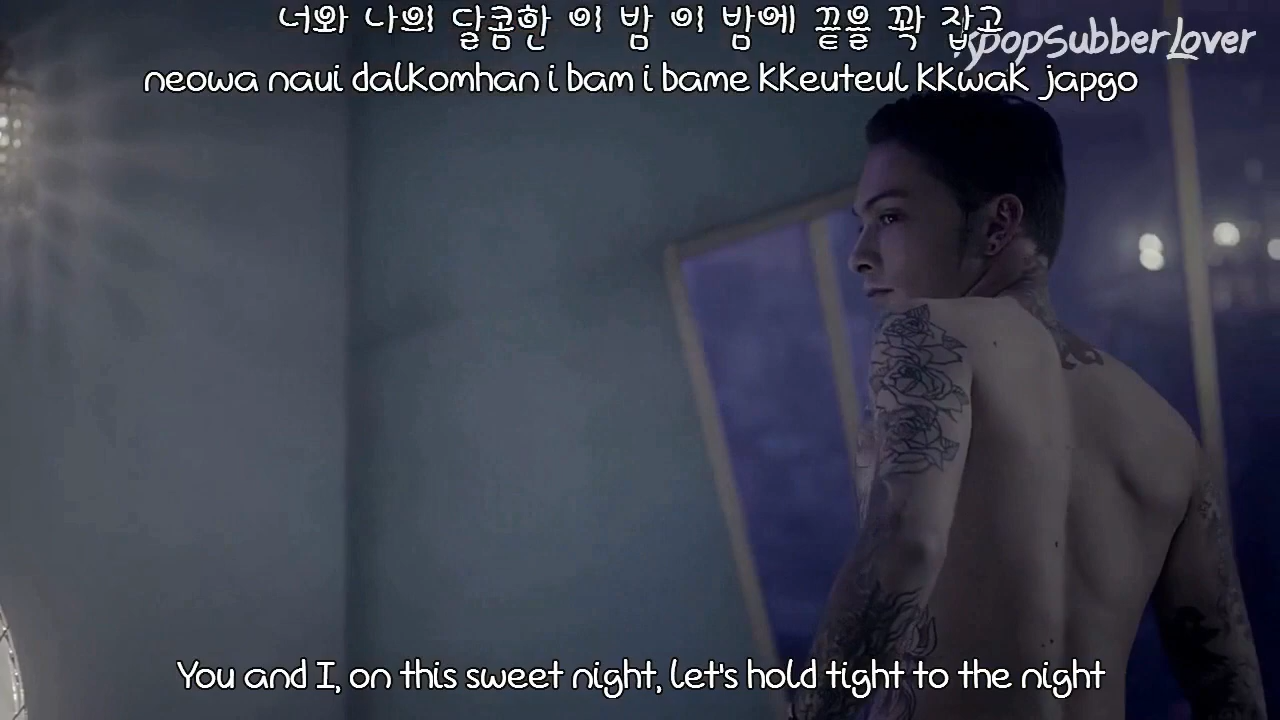 너와 나의 달콤한 이 밤 이 밤에 끝을 꽉 잡고
kpopsubberlover
neowa naui dalkomhan i bam i bame kkeuteul kkwak japgo
You and I, on this sweet night, let's hold tight to the night